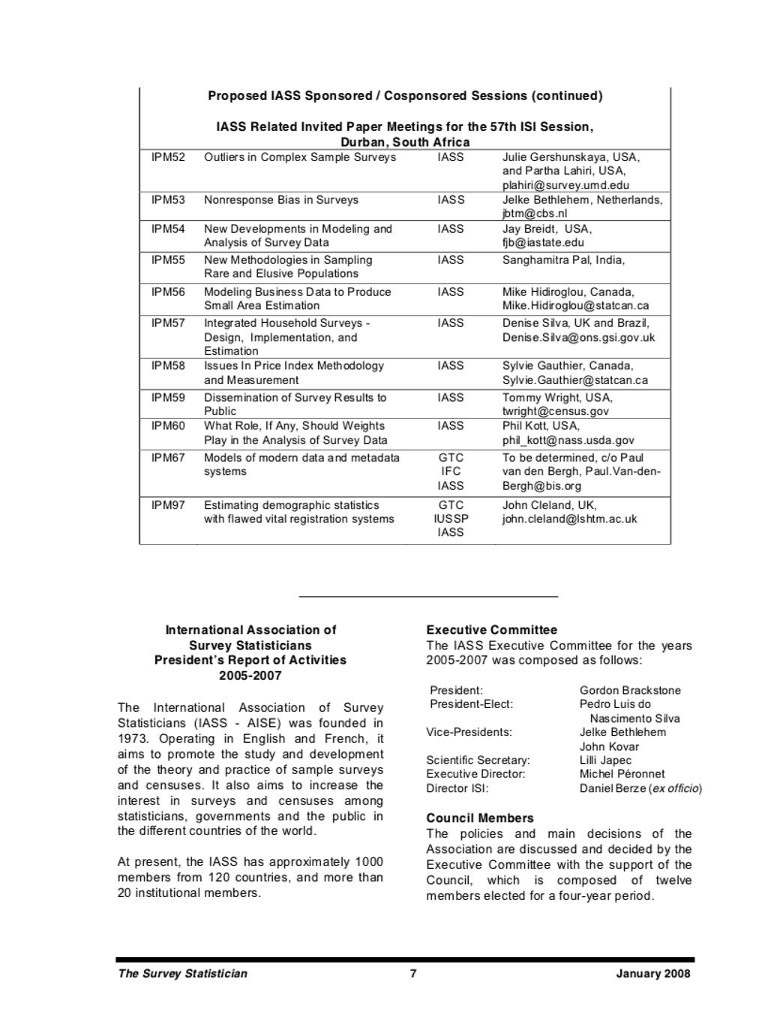 Proposed IASS Sponsored / Cosponsored Sessions (continued)
IASS Related Invited Paper Meetings for the 57th ISI Session,
Durban, South Africa
IPM52 Outliers in Complex Sample Surveys IASS Julie Gershunskaya, USA,
and Partha Lahiri, USA,
plahiri@survey.umd.edu
IPM53 Nonresponse Bias in Surveys IASS Jelke Bethlehem, Netherlands,
jbtm@cbs.nl
IPM54 New Developments in Modeling and IASS Jay Breidt, USA,
Analysis of Survey Data fjb@iastate.edu
IPM55 New Methodologies in Sampling IASS Sanghamitra Pal, India,
Rare and Elusive Populations
IPM56 Modeling Business Data to Produce IASS Mike Hidiroglou, Canada,
Small Area Estimation Mike.Hidiroglou@statcan.ca
IPM57 Integrated Household Surveys - IASS Denise Silva, UK and Brazil,
Design, Implementation, and Denise.Silva@ons.gsi.gov.uk
Estimation
IPM58 Issues In Price Index Methodology IASS Sylvie Gauthier, Canada,
and Measurement Sylvie.Gauthier@statcan.ca
IPM59 Dissemination of Survey Results to IASS Tommy Wright, USA,
Public twright@census.gov
IPM60 What Role, If Any, Should Weights IASS Phil Kott, USA,
Play in the Analysis of Survey Data phil_kott@nass.usda.gov
IPM67 Models of modern data and metadata GTC To be determined, c/o Paul
systems IFC van den Bergh, Paul.Van-den-
IASS Bergh@bis.org
IPM97 Estimating demographic statistics GTC John Cleland, UK,
with flawed vital registration systems IUSSP john.cleland@lshtm.ac.uk
IASS
International Association of
Survey Statisticians
President's Report of Activities
2005-2007
The International Association of Survey
Statisticians (IASS - AISE) was founded in
1973. Operating in English and French, it
aims to promote the study and development
of the theory and practice of sample surveys
and censuses. It also aims to increase the
interest in surveys and censuses among
statisticians, governments and the public in
the different countries of the world.
At present, the IASS has approximately 1000
members from 120 countries, and more than
20 institutional members.
Executive Committee
The IASS Executive Committee for the years
2005-2007 was composed as follows:
President: Gordon Brackstone
President-Elect: Pedro Luis do
Nascimento Silva
Vice-Presidents: Jelke Bethlehem
John Kovar
Scientific Secretary: Lilli Japec
Executive Director: Michel Péronnet
Director ISI: Daniel Berze (ex officio)
Council Members
The policies and main decisions of the
Association are discussed and decided by the
Executive Committee with the support of the
Council, which is composed of twelve
members elected for a four-year period.
The Survey Statistician 7 January 2008